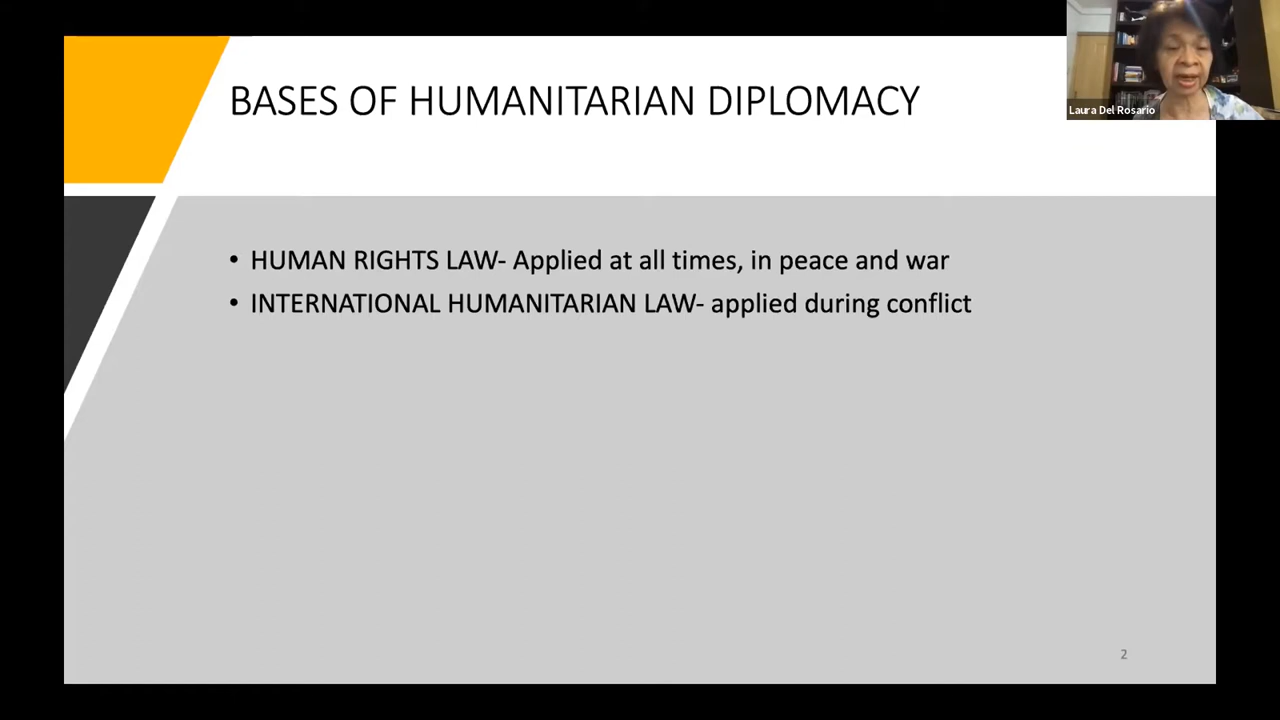 BASES OF HUMANITARIAN DIPLOMACY
Laura Del Rosario
• HUMAN RIGHTS LAW- Applied at all times, in peace and war
• INTERNATIONAL HUMANITARIAN LAW- applied during conflict
2